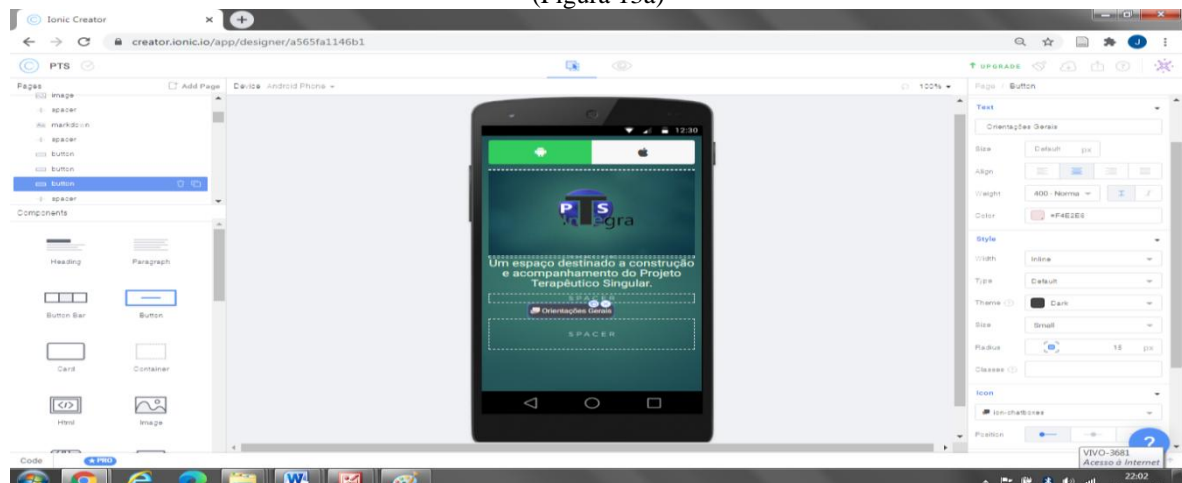 (Figura 13a)
Ionic Creator
creator.ionic.io/app/designer/a565fa1146b1
PTS
UPGRADE
Pages
Add Page
Device Android Phone
100%
Page / Button
image
spacer
markdown
spacer
button
button
button
spacer
Components
Heading
Paragraph
Button Bar
Button
Card
Container
Html
Image
Code
PRO
12:30
PTS
Integra
Um espaço destinado a construção
e acompanhamento do Projeto
Terapêutico Singular.
SPACER
Orientações Gerais
SPACER
Text
Orientações Gerais
Size Default px
Align
Weight 400 - Norma
Color #F4E2E6
Style
Width Inline
Type Default
Theme Dark
Size Small
Radius 15 px
Classes
Icon
ion-chatboxes
Position
VIVO-3681
Acesso à Internet
22:02